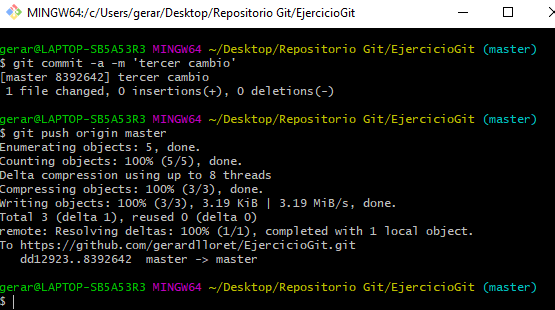 MINGW64:/c/Users/gerar/Desktop/Repositorio Git/EjercicioGit
gerar@LAPTOP-SB5A53R3 MINGW64 ~/Desktop/Repositorio Git/EjercicioGit (master)
$ git commit -a -m 'tercer cambio'
[master 8392642] tercer cambio
 1 file changed, 0 insertions(+), 0 deletions(-)
gerar@LAPTOP-SB5A53R3 MINGW64 ~/Desktop/Repositorio Git/EjercicioGit (master)
$ git push origin master
Enumerating objects: 5, done.
Counting objects: 100% (5/5), done.
Delta compression using up to 8 threads
Compressing objects: 100% (3/3), done.
Writing objects: 100% (3/3), 3.19 KiB | 3.19 MiB/s, done.
Total 3 (delta 1), reused 0 (delta 0)
remote: Resolving deltas: 100% (1/1), completed with 1 local object.
To https://github.com/gerardlloret/EjercicioGit.git
   dd12923..8392642  master -> master
gerar@LAPTOP-SB5A53R3 MINGW64 ~/Desktop/Repositorio Git/EjercicioGit (master)
$